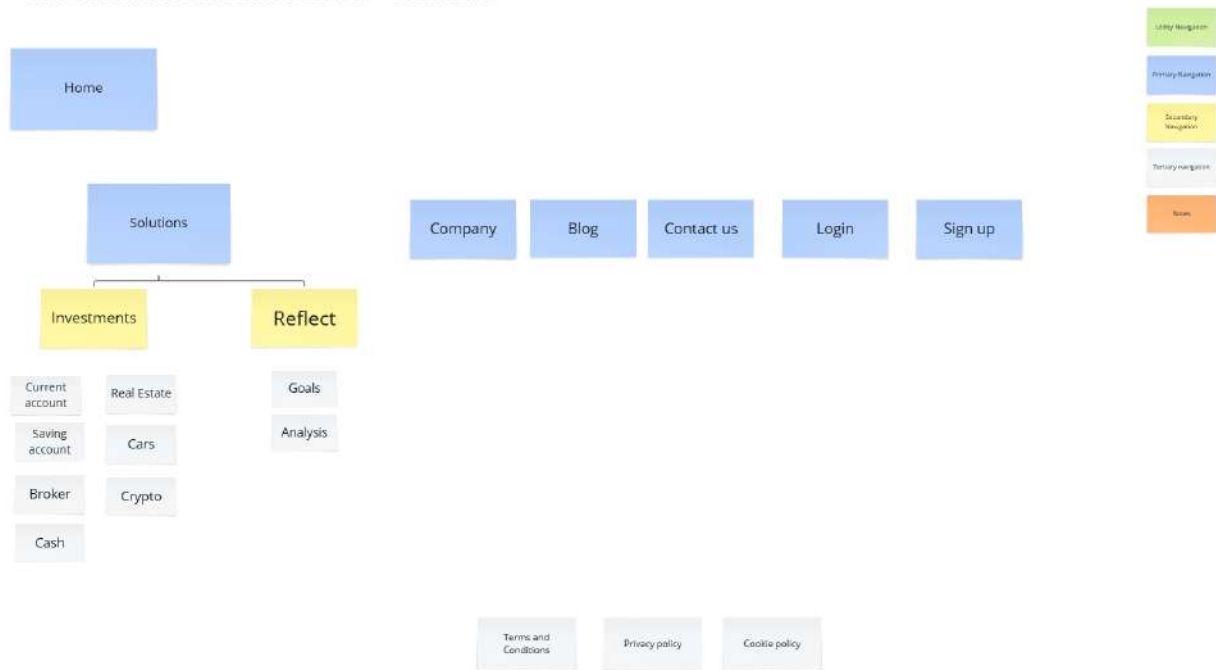 Home
Solutions
Company
Blog
Contact us
Login
Sign up
Investments
Reflect
Current
account
Saving
account
Broker
Cash
Real Estate
Cars
Crypto
Goals
Analysis
Terms and
Conditions
Privacy policy
Cookie policy
Utility Navigation
Primary Navigation
Secondary
Navigation
Tertiary navigation